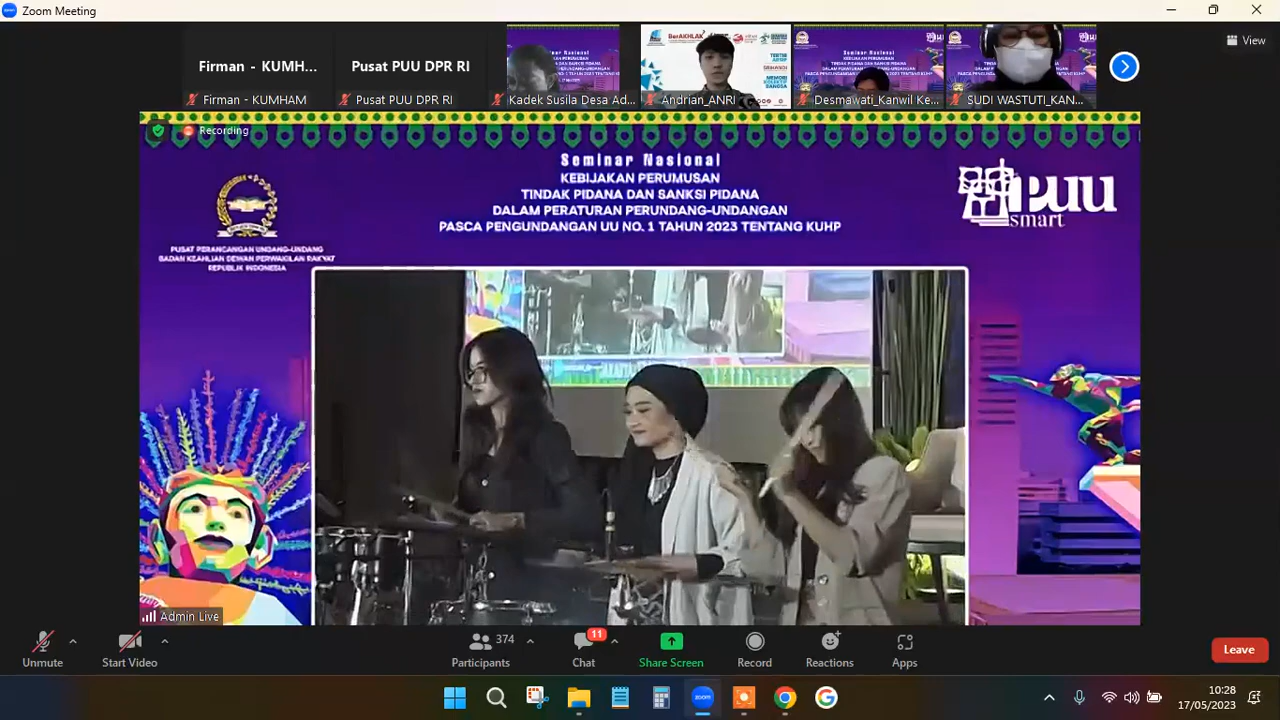 Zoom Meeting
Firman - KUMH...
Pusat PUU DPR RI
View
Firman - KUMHAM
Pusat PUU DPR RI
Kadek Susila Desa Ad...
Andrian_ANRI
Desmawati_Kanwil Ke...
SUDI WASTUTI_KAN...
Recording
Seminar Nasional
KEBIJAKAN PERUMUSAN
TINDAK PIDANA DAN SANKSI PIDANA
DALAM PERATURAN PERUNDANG-UNDANGAN
PASCA PENGUNDANGAN UU NO. 1 TAHUN 2023 TENTANG KUHP
PUSAT PERANCANGAN UNDANG-UNDANG
BADAN KEAHLIAN DEWAN PERWAKILAN RAKYAT
REPUBLIK INDONESIA
PUU
smart
Admin Live
Unmute
Start Video
374
Participants
11
Chat
Share Screen
Record
Reactions
Apps
Leave
10:28
17/05/2023